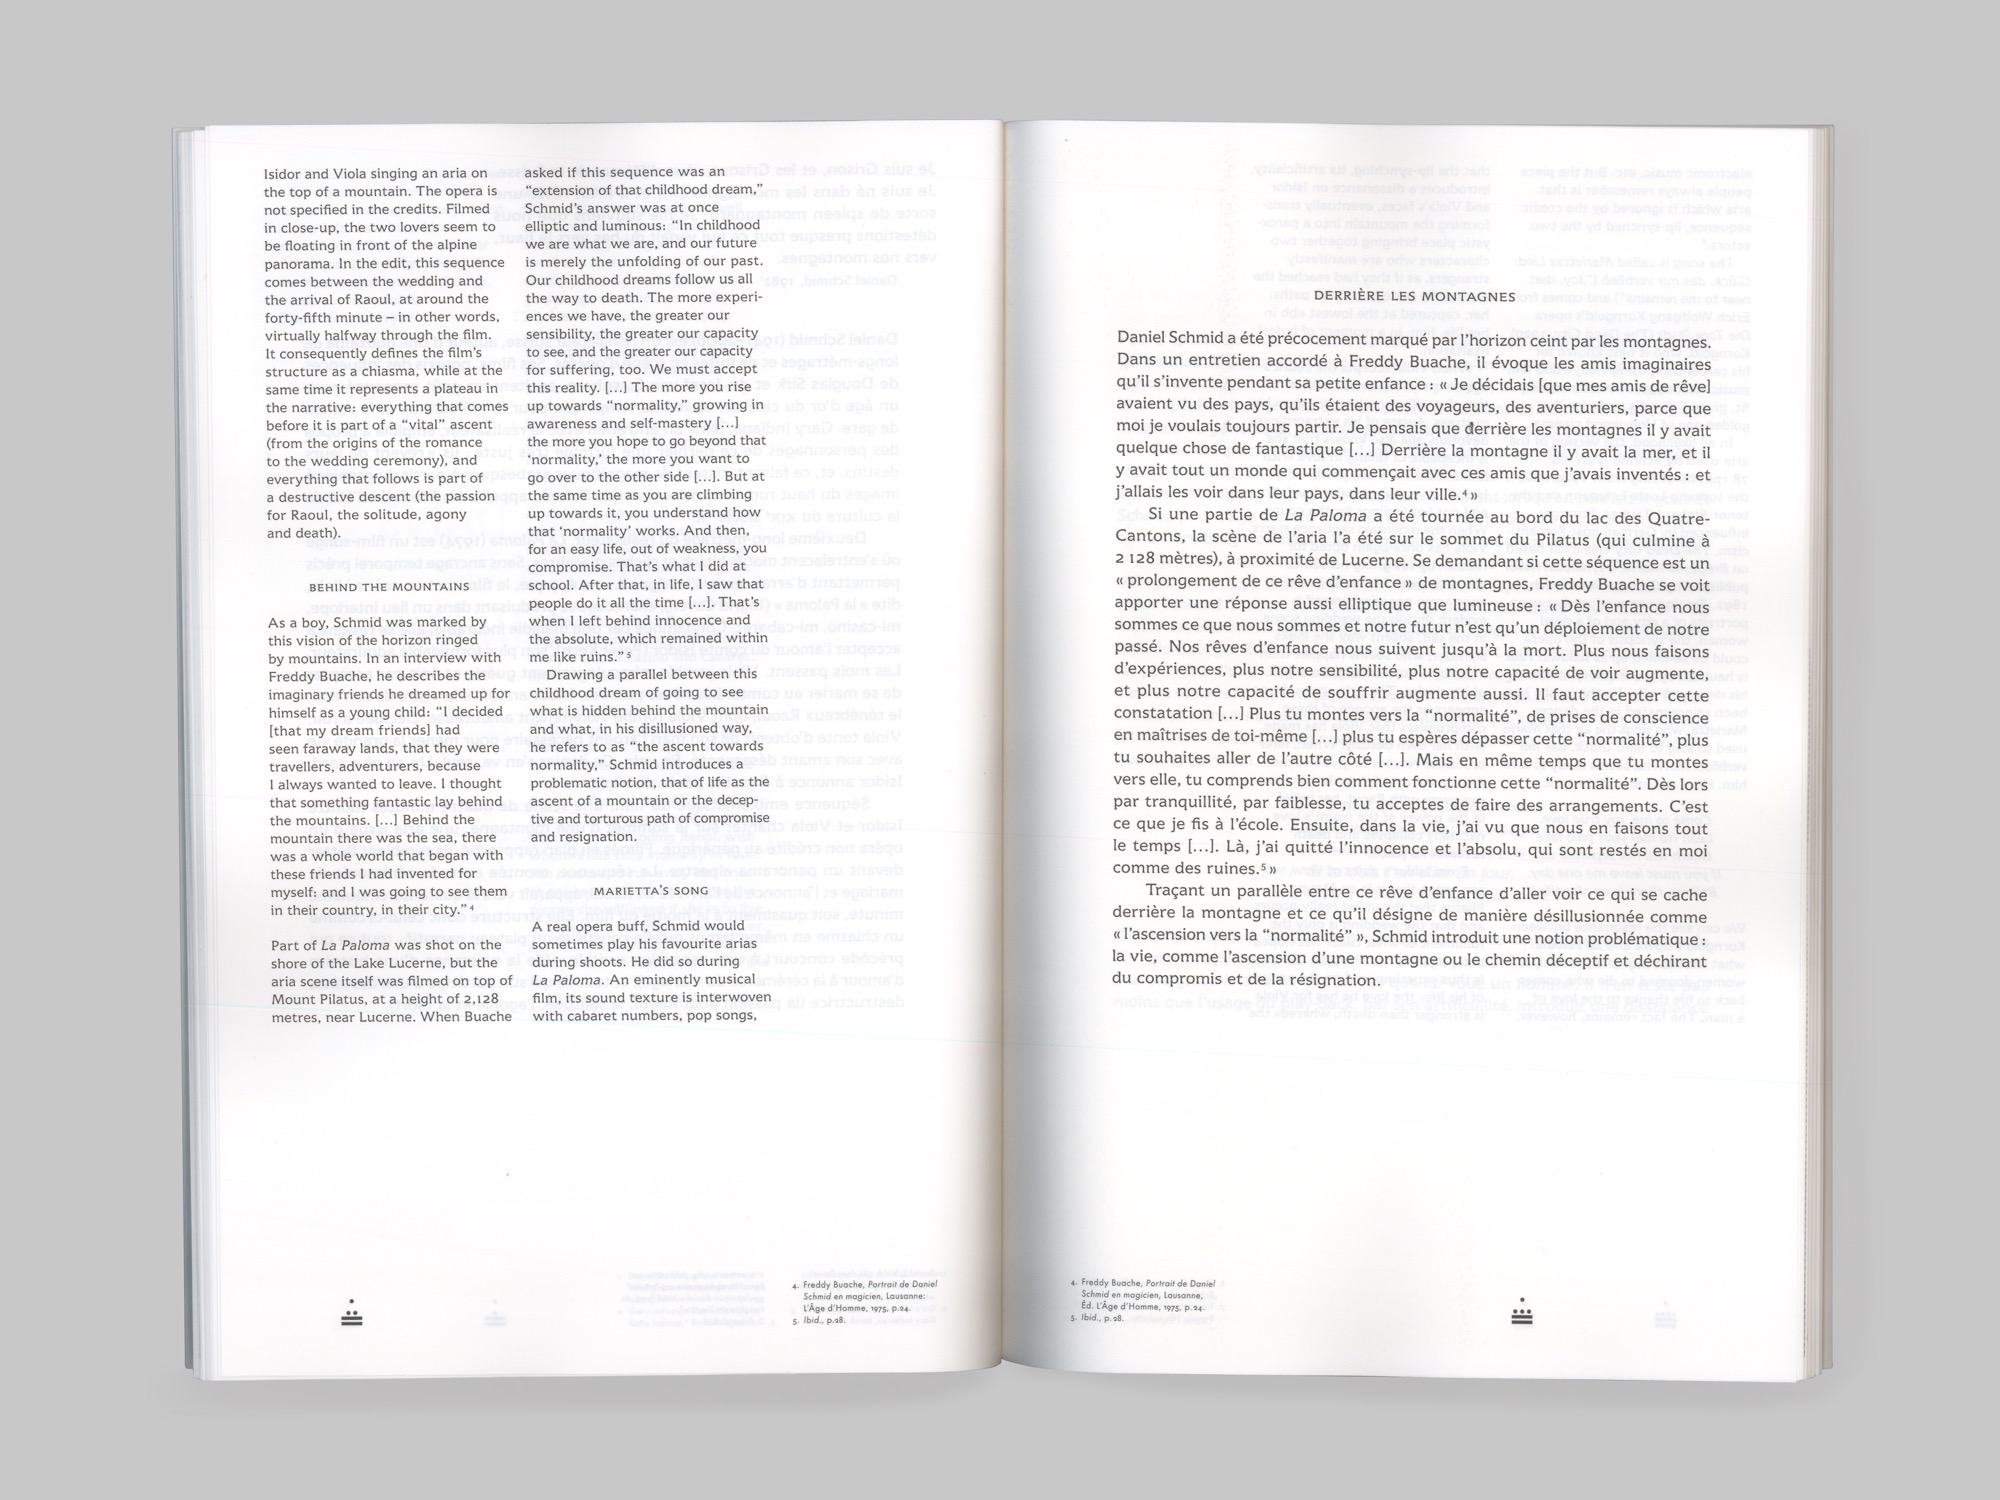 Isidor and Viola singing an aria on
the top of a mountain. The opera is
not specified in the credits. Filmed
in close-up, the two lovers seem to
be floating in front of the alpine
panorama. In the edit, this sequence
comes between the wedding and
the arrival of Raoul, at around the
forty-fifth minute – in other words,
virtually halfway through the film.
It consequently defines the film’s
structure as a chiasma, while at the
same time it represents a plateau in
the narrative: everything that comes
before it is part of a “vital” ascent
(from the origins of the romance
to the wedding ceremony), and
everything that follows is part of
a destructive descent (the passion
for Raoul, the solitude, agony
and death).
BEHIND THE MOUNTAINS
As a boy, Schmid was marked by
this vision of the horizon ringed
by mountains. In an interview with
Freddy Buache, he describes the
imaginary friends he dreamed up for
himself as a young child: “I decided
[that my dream friends] had
seen faraway lands, that they were
travellers, adventurers, because
I always wanted to leave. I thought
that something fantastic lay behind
the mountains. […] Behind the
mountain there was the sea, there
was a whole world that began with
these friends I had invented for
myself: and I was going to see them
in their country, in their city.” 4
Part of La Paloma was shot on the
shore of the Lake Lucerne, but the
aria scene itself was filmed on top of
Mount Pilatus, at a height of 2,128
metres, near Lucerne. When Buache
asked if this sequence was an
“extension of that childhood dream,”
Schmid’s answer was at once
elliptic and luminous: “In childhood
we are what we are, and our future
is merely the unfolding of our past.
Our childhood dreams follow us all
the way to death. The more experi-
ences we have, the greater our
sensibility, the greater our capacity
to see, and the greater our capacity
for suffering, too. We must accept
this reality. […] The more you rise
up towards “normality,” growing in
awareness and self-mastery […]
the more you hope to go beyond that
‘normality,’ the more you want to
go over to the other side […]. But at
the same time as you are climbing
up towards it, you understand how
that ‘normality’ works. And then,
for an easy life, out of weakness, you
compromise. That’s what I did at
school. After that, in life, I saw that
people do it all the time […]. That’s
when I left behind innocence and
the absolute, which remained within
me like ruins.” 5
Drawing a parallel between this
childhood dream of going to see
what is hidden behind the mountain
and what, in his disillusioned way,
he refers to as “the ascent towards
normality,” Schmid introduces a
problematic notion, that of life as the
ascent of a mountain or the decep-
tive and torturous path of compromise
and resignation.
MARIETTA’S SONG
A real opera buff, Schmid would
sometimes play his favourite arias
during shoots. He did so during
La Paloma. An eminently musical
film, its sound texture is interwoven
with cabaret numbers, pop songs,
4. Freddy Buache, Portrait de Daniel
Schmid en magicien, Lausanne:
L’Âge d’Homme, 1975, p.24.
5. Ibid., p.28.
DERRIÈRE LES MONTAGNES
Daniel Schmid a été précocement marqué par l’horizon ceint par les montagnes.
Dans un entretien accordé à Freddy Buache, il évoque les amis imaginaires
qu’il s’invente pendant sa petite enfance : « Je décidais [que mes amis de rêve]
avaient vu des pays, qu’ils étaient des voyageurs, des aventuriers, parce que
moi je voulais toujours partir. Je pensais que derrière les montagnes il y avait
quelque chose de fantastique […] Derrière la montagne il y avait la mer, et il
y avait tout un monde qui commençait avec ces amis que j’avais inventés : et
j’allais les voir dans leur pays, dans leur ville.4 »
Si une partie de La Paloma a été tournée au bord du lac des Quatre-
Cantons, la scène de l’aria l’a été sur le sommet du Pilatus (qui culmine à
2 128 mètres), à proximité de Lucerne. Se demandant si cette séquence est un
« prolongement de ce rêve d’enfance » de montagnes, Freddy Buache se voit
apporter une réponse aussi elliptique que lumineuse : « Dès l’enfance nous
sommes ce que nous sommes et notre futur n’est qu’un déploiement de notre
passé. Nos rêves d’enfance nous suivent jusqu’à la mort. Plus nous faisons
d’expériences, plus notre sensibilité, plus notre capacité de voir augmente,
et plus notre capacité de souffrir augmente aussi. Il faut accepter cette
constatation […] Plus tu montes vers la “normalité”, de prises de conscience
en maîtrises de toi-même […] plus tu espères dépasser cette “normalité”, plus
tu souhaites aller de l’autre côté […]. Mais en même temps que tu montes
vers elle, tu comprends bien comment fonctionne cette “normalité”. Dès lors
par tranquillité, par faiblesse, tu acceptes de faire des arrangements. C’est
ce que je fis à l’école. Ensuite, dans la vie, j’ai vu que nous en faisons tout
le temps […]. Là, j’ai quitté l’innocence et l’absolu, qui sont restés en moi
comme des ruines.5 »
Traçant un parallèle entre ce rêve d’enfance d’aller voir ce qui se cache
derrière la montagne et ce qu’il désigne de manière désillusionnée comme
« l’ascension vers la “normalité” », Schmid introduit une notion problématique :
la vie, comme l’ascension d’une montagne ou le chemin déceptif et déchirant
du compromis et de la résignation.
4. Freddy Buache, Portrait de Daniel
Schmid en magicien, Lausanne,
Éd. L’Âge d’Homme, 1975, p.24.
5. Ibid., p.28.